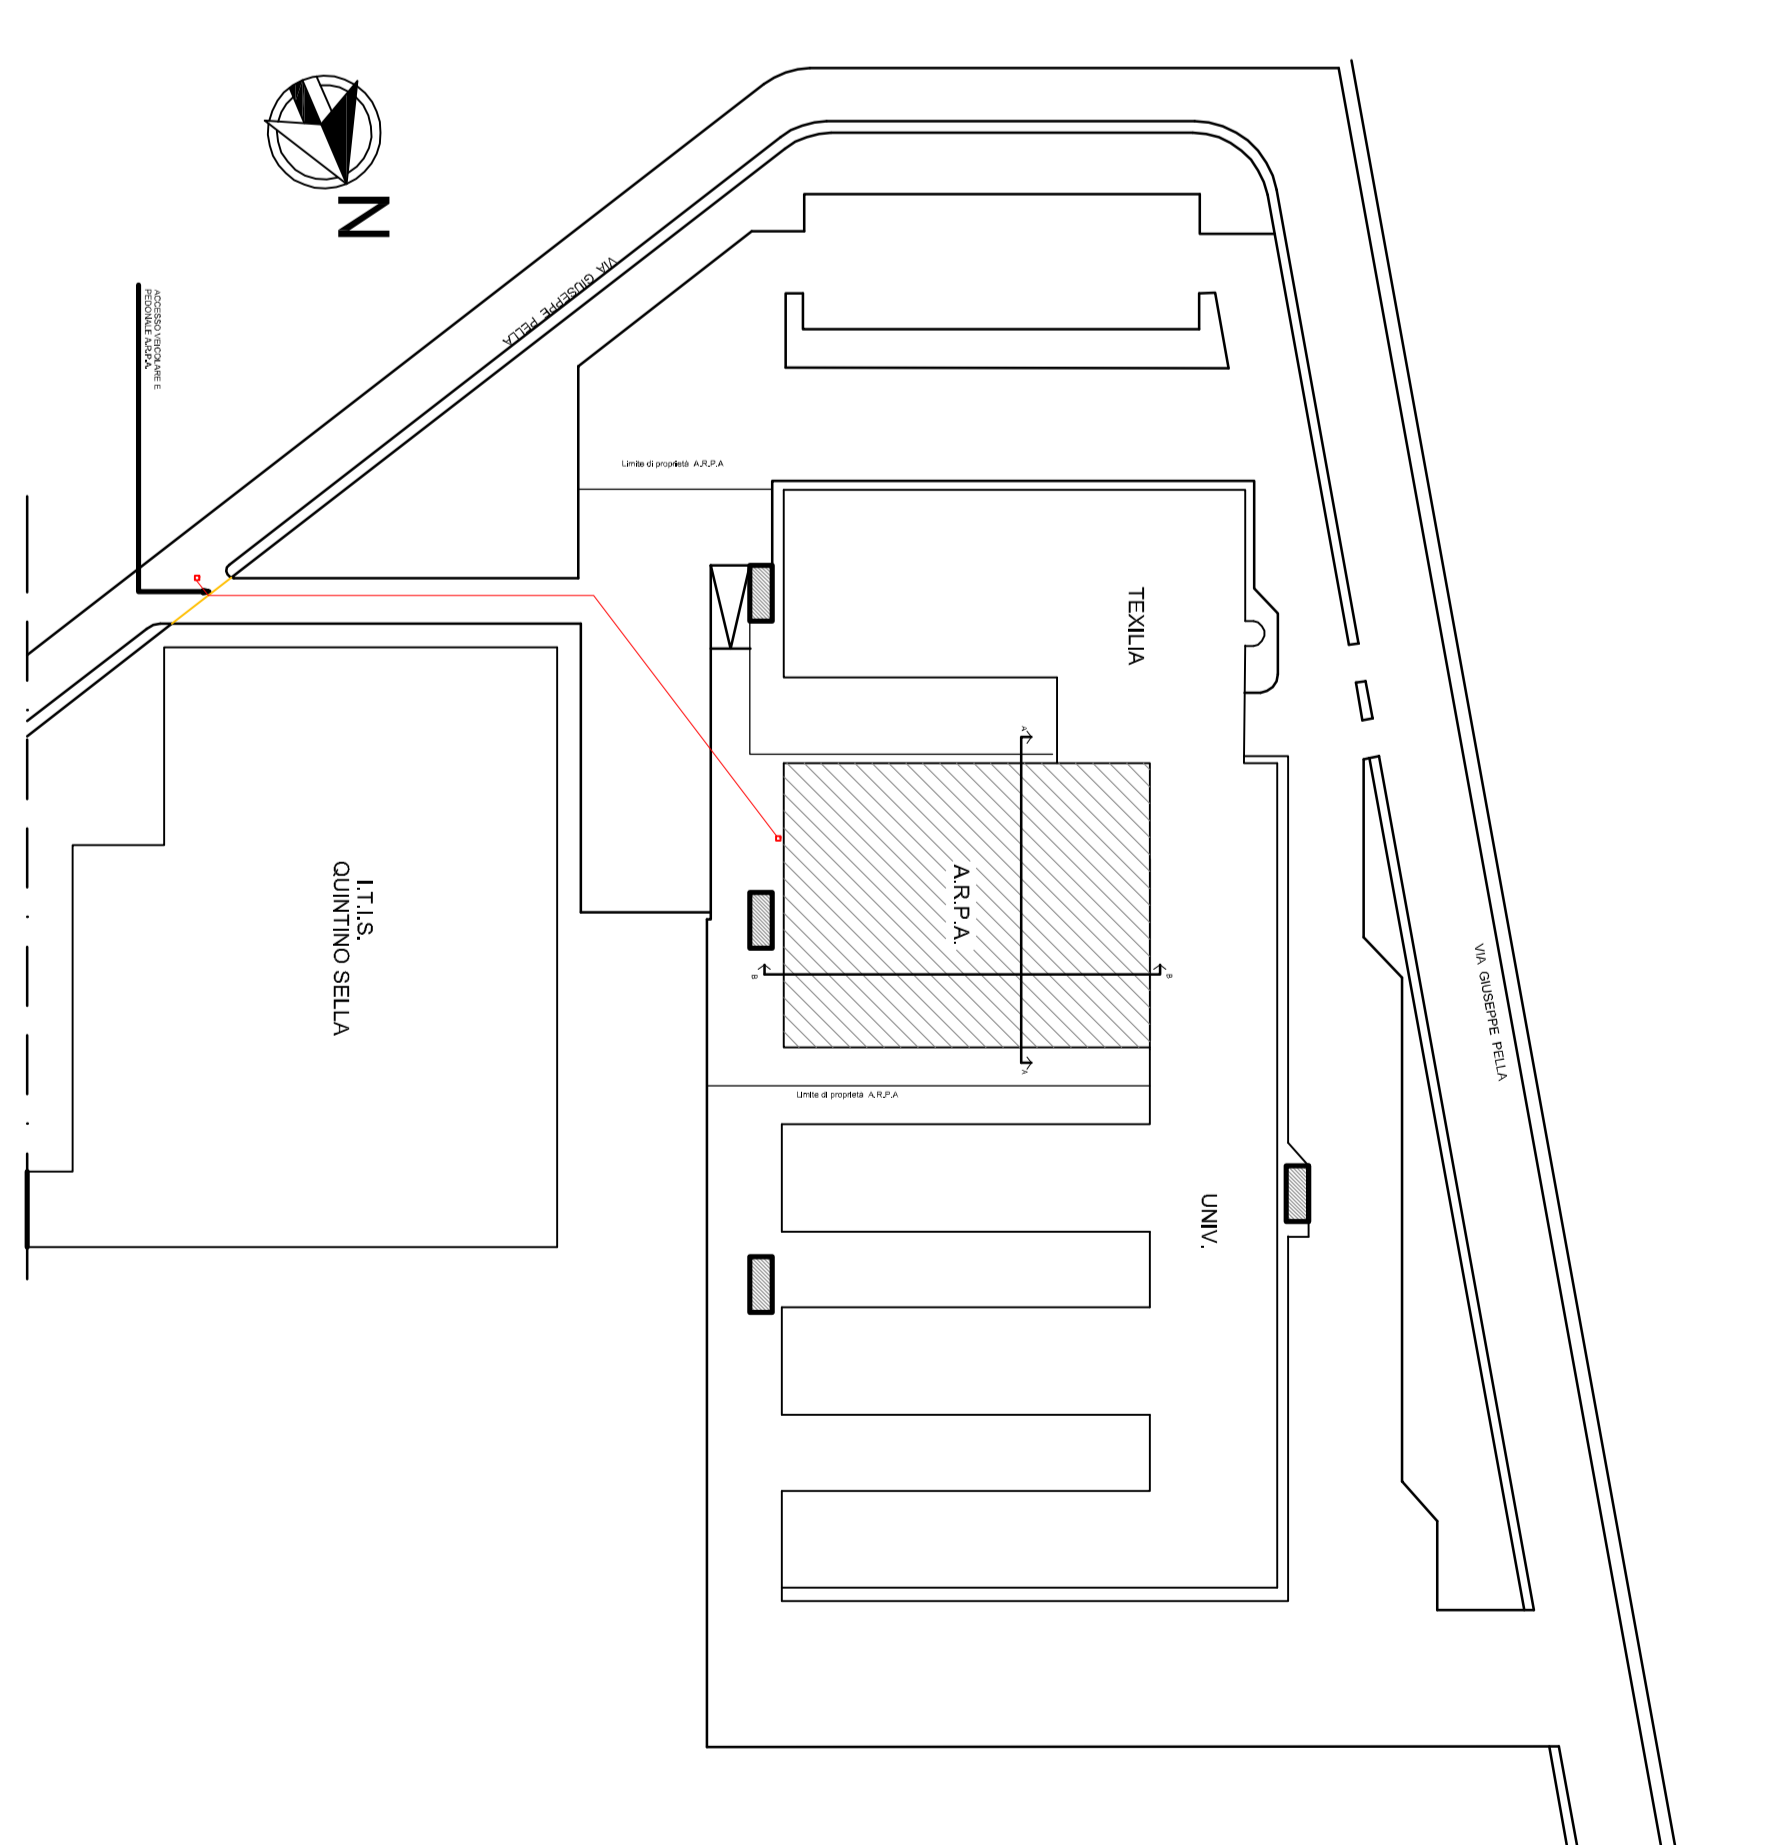 N
VIA GIUSEPPE PELLA
ACCESSO VEICOLARE E
PEDONALE A.R.P.A.
Limite di proprietà A.R.P.A
TEXILIA
A
A.R.P.A.
B
B
A
Limite di proprietà A.R.P.A
I.T.I.S.
QUINTINO SELLA
VIA GIUSEPPE PELLA
UNIV.